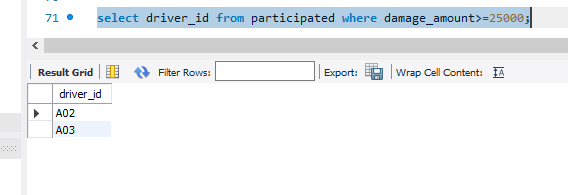 71 select driver_id from participated where damage_amount>=25000;
Result Grid Filter Rows: Export: Wrap Cell Content: IA
driver_id
A02
A03